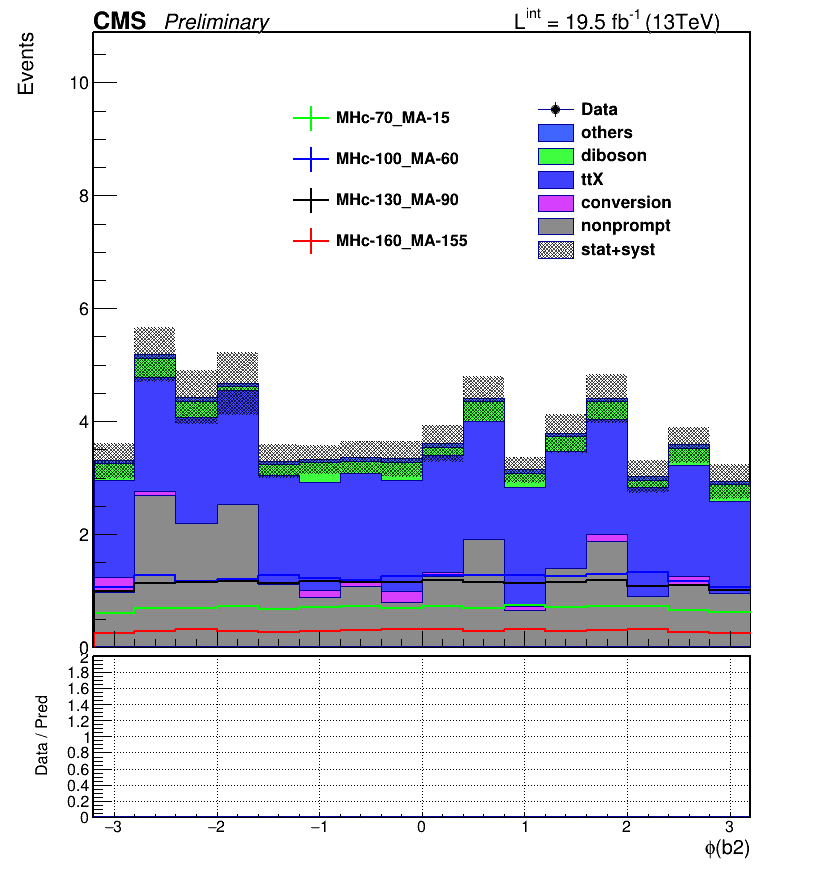 CMS Preliminary L^int = 19.5 fb^-1 (13TeV)
Events
10
8
6
4
2
0
MHc-70_MA-15
MHc-100_MA-60
MHc-130_MA-90
MHc-160_MA-155
Data
others
diboson
ttX
conversion
nonprompt
stat+syst
Data / Pred
2
1.8
1.6
1.4
1.2
1
0.8
0.6
0.4
0.2
0
−3 −2 −1 0 1 2 3
ϕ(b2)